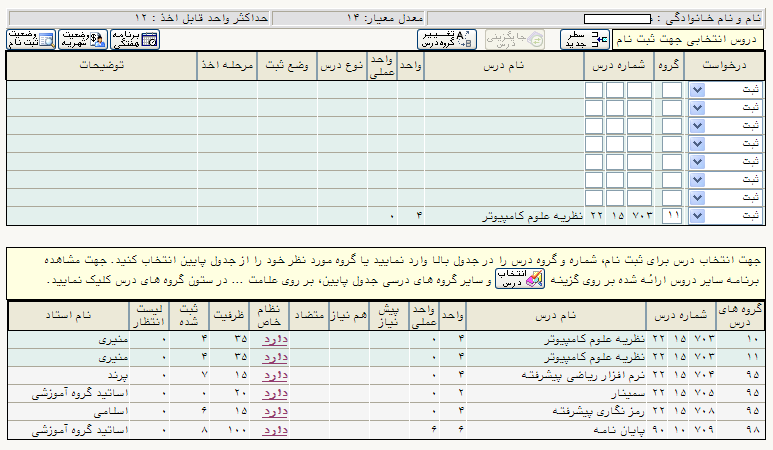 نام و نام خانوادگی : معدل معیار: ۱۴ حداکثر واحد قابل اخذ : ۱۲
دروس انتخابی جهت ثبت نام سطر جدید جایگزینی درس تغییر گروه درس برنامه هفتگی وضعیت شهریه وضعیت ثبت نام
درخواست گروه شماره درس نام درس واحد واحد عملی نوع درس وضع ثبت مرحله اخذ توضیحات
ثبت
ثبت
ثبت
ثبت
ثبت
ثبت
ثبت
ثبت ۱۱ ۷۰۳ ۱۵ ۲۲ نظریه علوم کامپیوتر ۴ ۰
جهت انتخاب درس برای ثبت نام، شماره و گروه درس را در جدول بالا وارد نمایید یا گروه مورد نظر خود را از جدول پایین انتخاب کنید. جهت مشاهده
برنامه سایر دروس ارائه شده بر روی گزینه انتخاب درس و سایر گروه های درسی جدول پایین، بر روی علامت ... در ستون گروه های درس کلیک نمایید.
گروه های درس شماره درس نام درس واحد واحد عملی پیش نیاز هم نیاز متضاد نظام خاص ظرفیت ثبت شده لیست انتظار نام استاد
۱۰ ۷۰۳ ۱۵ ۲۲ نظریه علوم کامپیوتر ۴ ۰ دارد ۳۵ ۴ ۰ منیری
۱۱ ۷۰۳ ۱۵ ۲۲ نظریه علوم کامپیوتر ۴ ۰ دارد ۳۵ ۴ ۰ منیری
۹۵ ۷۰۴ ۱۵ ۲۲ نرم افزار ریاضی پیشرفته ۴ ۰ دارد ۱۵ ۷ ۰ پرند
۹۵ ۷۰۵ ۱۵ ۲۲ سمینار ۲ ۰ دارد ۲۰ ۰ ۰ اساتید گروه آموزشی
۹۵ ۷۰۸ ۱۵ ۲۲ رمز نگاری پیشرفته ۴ ۰ دارد ۱۵ ۶ ۰ اسلامی
۹۸ ۷۰۹ ۱۰ ۹۰ پایان نامه ۶ ۶ دارد ۱۰۰ ۸ ۰ اساتید گروه آموزشی